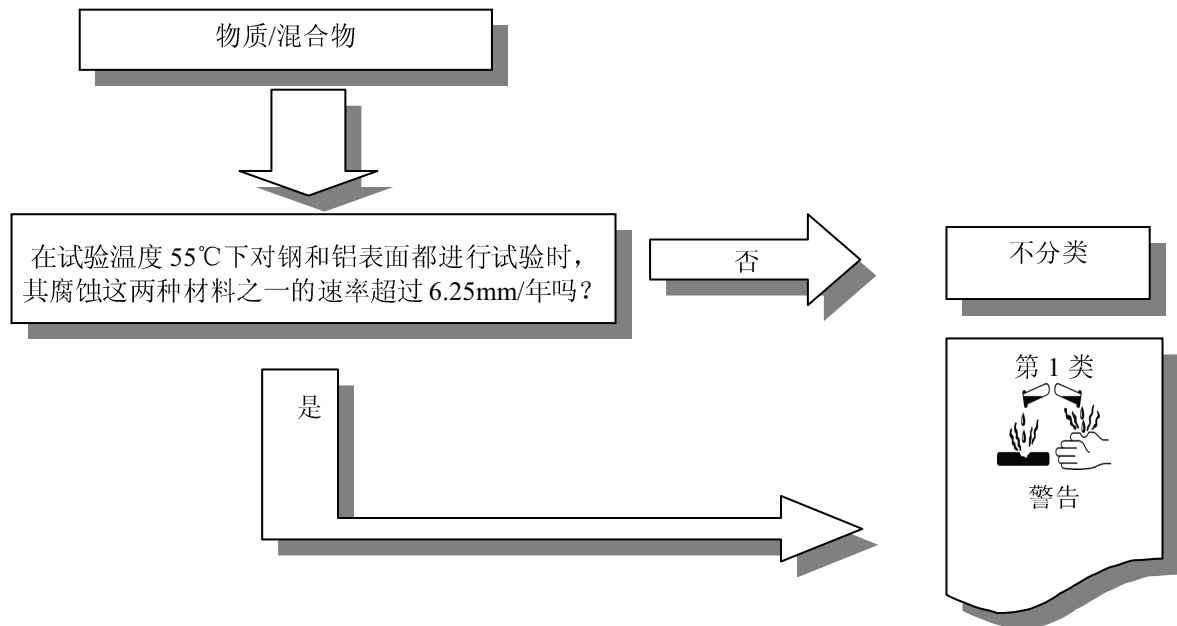 物质/混合物
在试验温度 55℃下对钢和铝表面都进行试验时，
其腐蚀这两种材料之一的速率超过 6.25mm/年吗？
否
不分类
是
第 1 类
警告